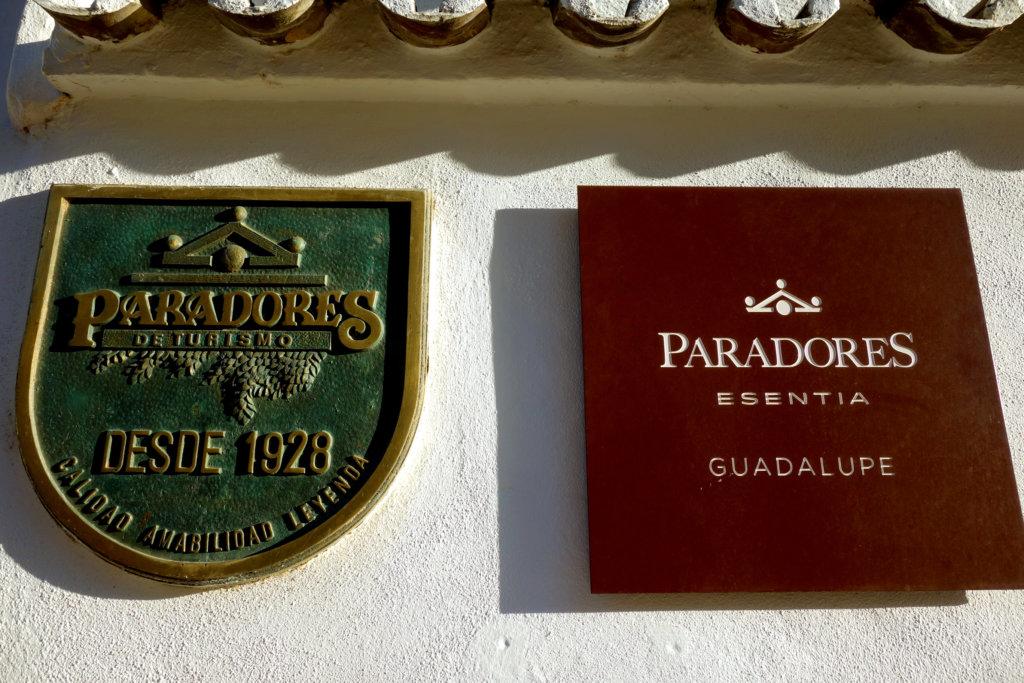 PARADORES
DE TURISMO
DESDE 1928
CALIDAD AMABILIDAD LEYENDA
PARADORES
ESENTIA
GUADALUPE